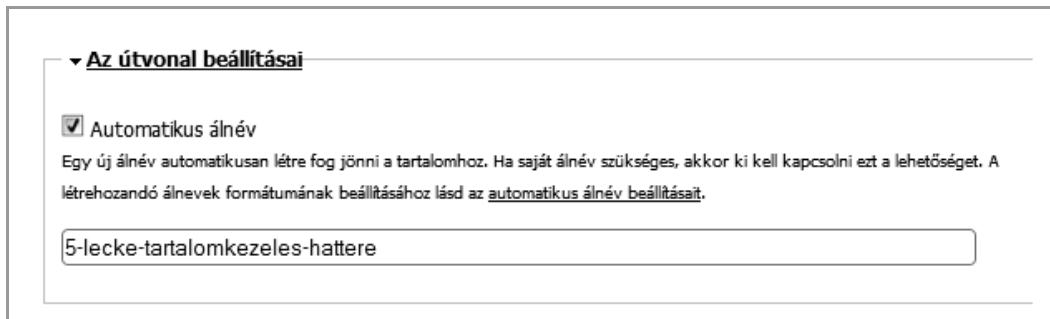 Az útvonal beállításai
Automatikus álnév
Egy új álnév automatikusan létre fog jönni a tartalomhoz. Ha saját álnév szükséges, akkor ki kell kapcsolni ezt a lehetőséget. A
létrehozandó álnevek formátumának beállításához lásd az automatikus álnév beállításait.
5-lecke-tartalomkezeles-hattere